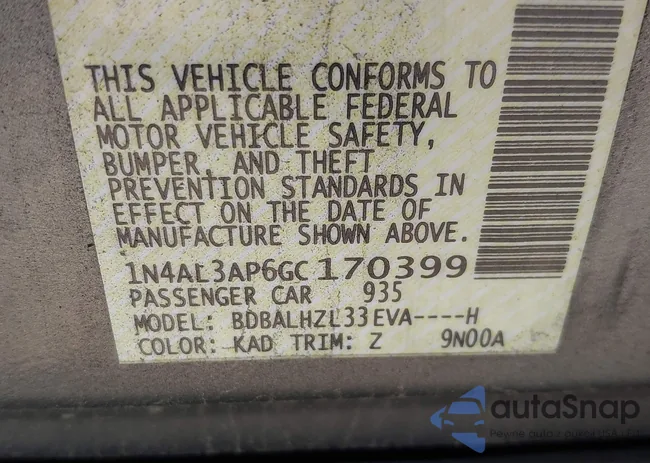 THIS VEHICLE CONFORMS TO
ALL APPLICABLE FEDERAL
MOTOR VEHICLE SAFETY,
BUMPER, AND THEFT
PREVENTION STANDARDS IN
EFFECT ON THE DATE OF
MANUFACTURE SHOWN ABOVE.
1N4AL3AP6GC170399
PASSENGER CAR 935
MODEL: BDBALHZL33EVA----H
COLOR: KAD TRIM: Z 9N00A
autaSnap